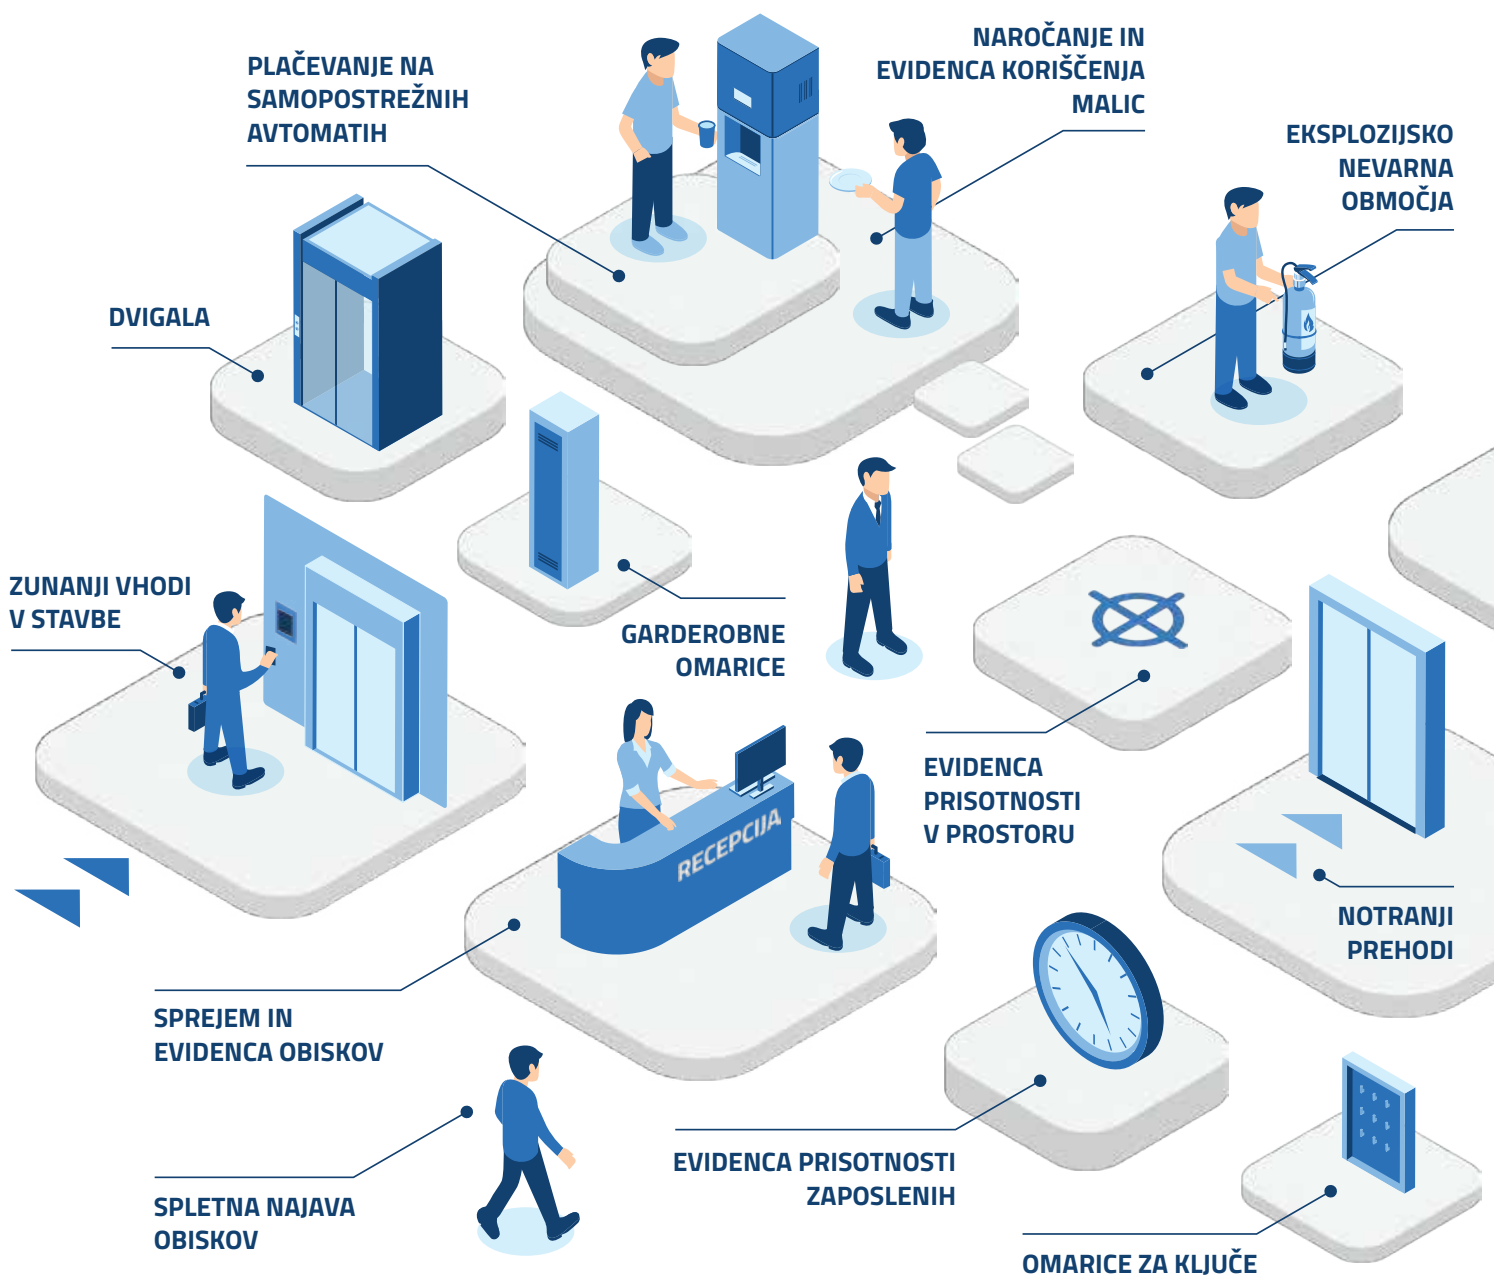 PLAČEVANJE NA
SAMOPOSTREŽNIH
AVTOMATIH
NAROČANJE IN
EVIDENCA KORIŠČENJA
MALIC
EKSPLOZIJSKO
NEVARNA
OBMOČJA
DVIGALA
ZUNANJI VHODI
V STAVBE
GARDEROBNE
OMARICE
EVIDENCA
PRISOTNOSTI
V PROSTORU
RECEPCIJA
NOTRANJI
PREHODI
SPREJEM IN
EVIDENCA OBISKOV
EVIDENCA PRISOTNOSTI
ZAPOSLENIH
SPLETNA NAJAVA
OBISKOV
OMARICE ZA KLJUČE